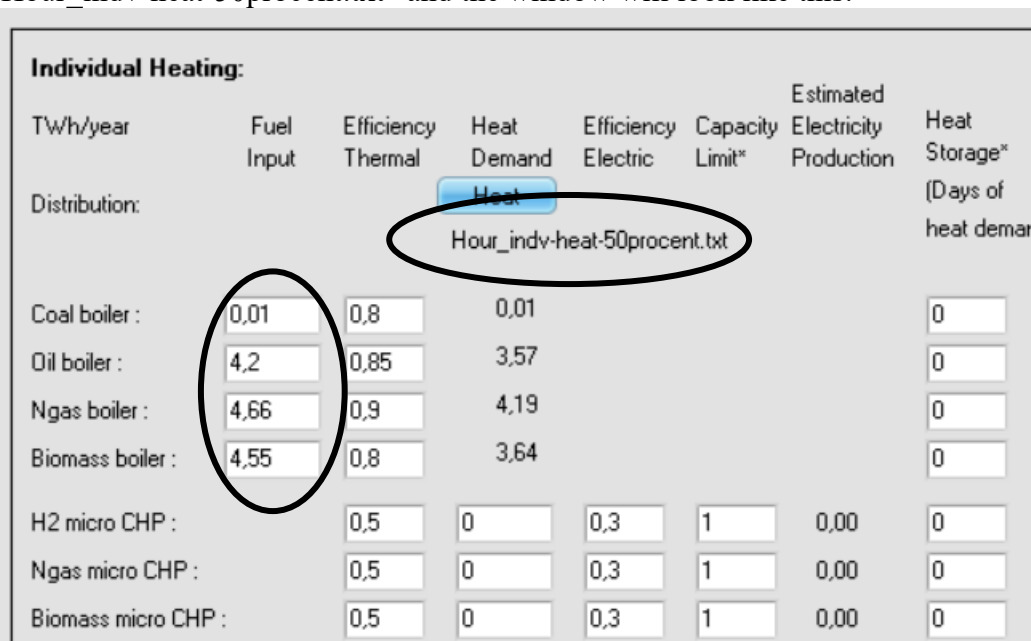 Individual Heating:
TWh/year Fuel Input Efficiency Thermal Heat Demand Efficiency Electric Capacity Limit* Estimated Electricity Production Heat Storage* (Days of
Distribution: Heat
Hour_indv-heat-50procent.txt
Coal boiler : 0,01 0,8 0,01 0
Oil boiler : 4,2 0,85 3,57 0
Ngas boiler : 4,66 0,9 4,19 0
Biomass boiler : 4,55 0,8 3,64 0
H2 micro CHP : 0,5 0 0,3 1 0,00 0
Ngas micro CHP : 0,5 0 0,3 1 0,00 0
Biomass micro CHP : 0,5 0 0,3 1 0,00 0